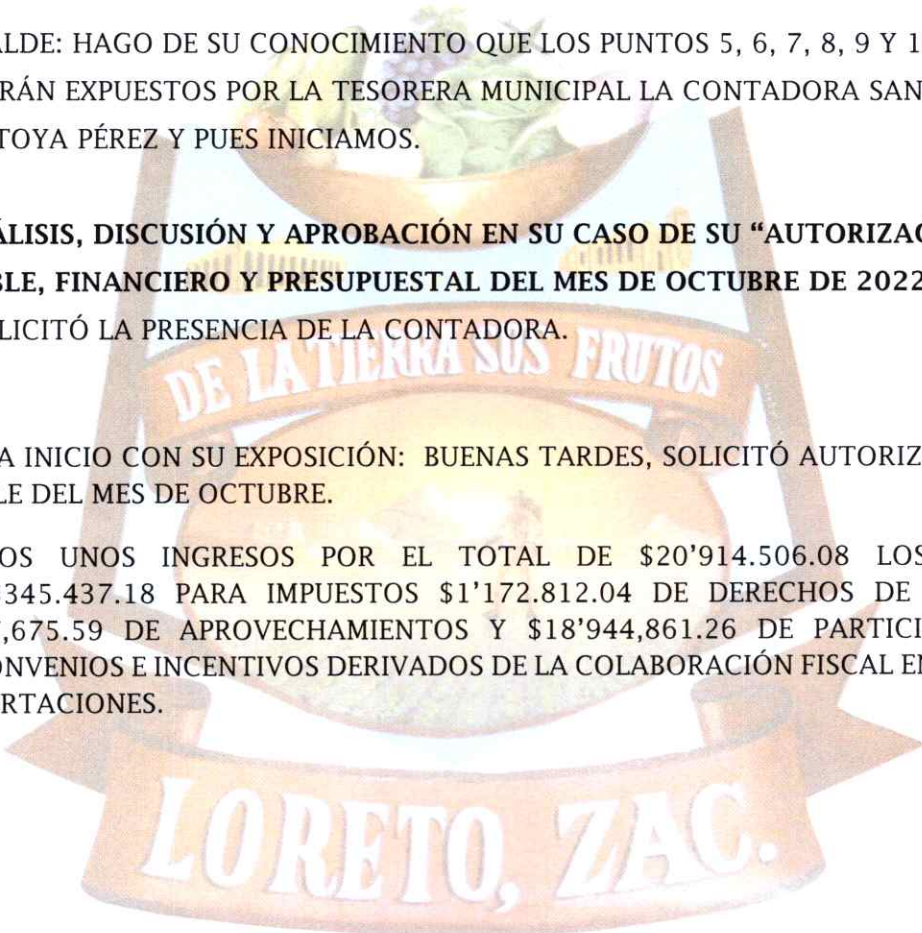 ALDE: HAGO DE SU CONOCIMIENTO QUE LOS PUNTOS 5, 6, 7, 8, 9 Y 1
RÁN EXPUESTOS POR LA TESORERA MUNICIPAL LA CONTADORA SAN
TOYA PÉREZ Y PUES INICIAMOS.
ÁLISIS, DISCUSIÓN Y APROBACIÓN EN SU CASO DE SU “AUTORIZAC
BLE, FINANCIERO Y PRESUPUESTAL DEL MES DE OCTUBRE DE 2022
LICITÓ LA PRESENCIA DE LA CONTADORA.
DE LA TIERRA SUS FRUTOS
A INICIO CON SU EXPOSICIÓN: BUENAS TARDES, SOLICITÓ AUTORIZ
LE DEL MES DE OCTUBRE.
OS UNOS INGRESOS POR EL TOTAL DE $20’914.506.08 LOS
345.437.18 PARA IMPUESTOS $1’172.812.04 DE DERECHOS DE
,675.59 DE APROVECHAMIENTOS Y $18’944,861.26 DE PARTICI
ONVENIOS E INCENTIVOS DERIVADOS DE LA COLABORACIÓN FISCAL EN
RTACIONES.
LORETO, ZAC.